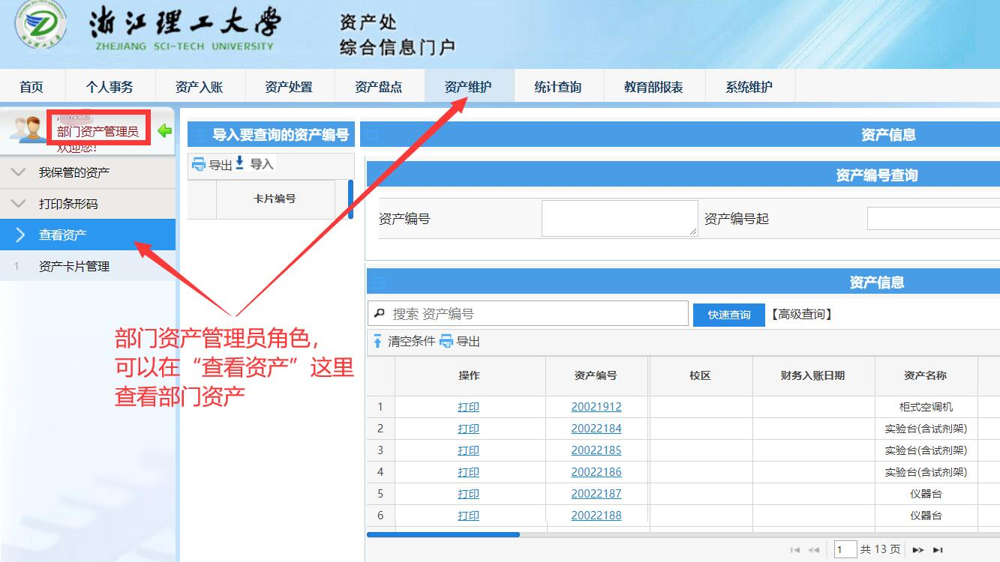 浙江理工大学
ZHEJIANG SCI-TECH UNIVERSITY
资产处
综合信息门户
首页 个人事务 资产入账 资产处置 资产盘点 资产维护 统计查询 教育部报表 系统维护
部门资产管理员
欢迎您!
我保管的资产
打印条形码
查看资产
1 资产卡片管理
部门资产管理员角色，
可以在“查看资产”这里
查看部门资产
导入要查询的资产编号
导出 导入
卡片编号
资产信息
资产编号查询
资产编号 资产编号起
资产信息
搜索 资产编号 快速查询 【高级查询】
清空条件 导出
操作 资产编号 校区 财务入账日期 资产名称
1 打印 20021912 柜式空调机
2 打印 20022184 实验台(含试剂架)
3 打印 20022185 实验台(含试剂架)
4 打印 20022186 实验台(含试剂架)
5 打印 20022187 仪器台
6 打印 20022188 仪器台
1 共 13 页